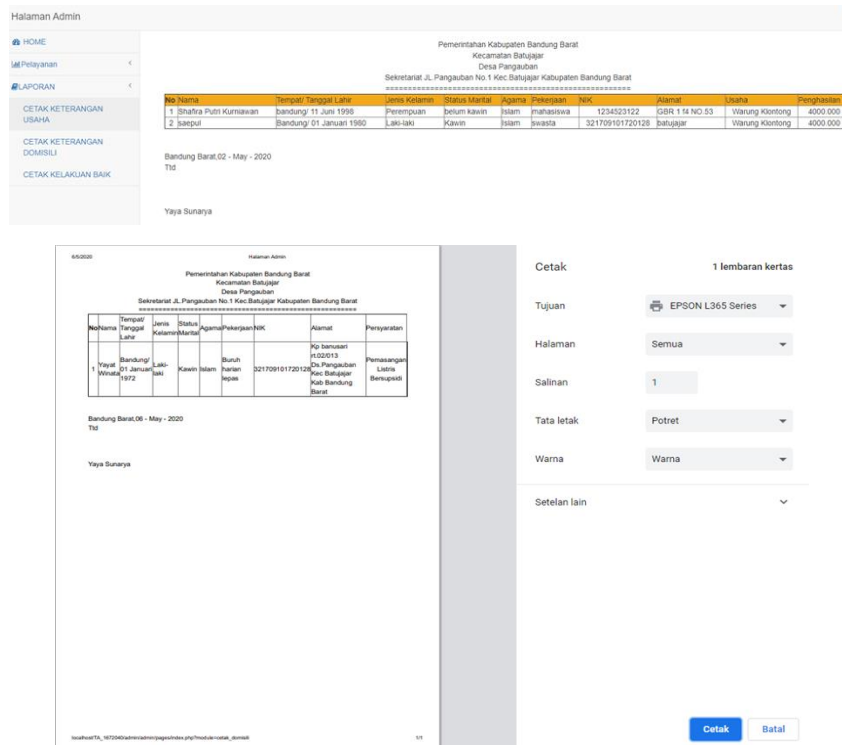 Halaman Admin
HOME
Pelayanan
LAPORAN
CETAK KETERANGAN
USAHA
CETAK KETERANGAN
DOMISILI
CETAK KELAKUAN BAIK
Pemerintahan Kabupaten Bandung Barat
Kecamatan Batujajar
Desa Pangauban
Sekretariat JL.Pangauban No.1 Kec.Batujajar Kabupaten Bandung Barat
No Nama Tempat/ Tanggal Lahir Jenis Kelamin Status Marital Agama Pekerjaan NIK Alamat Usaha Penghasilan
1 Shafira Putri Kurniawan bandung/ 11 Juni 1998 Perempuan belum kawin Islam mahasiswa 1234523122 GBR 1 f4 NO.53 Warung Klontong 4000.000
2 saepul Bandung/ 01 Januari 1980 Laki-laki Kawin Islam swasta 321709101720128 batujajar Warung Klontong 4000.000
Bandung Barat,02 - May - 2020
Ttd
Yaya Sunarya
6/5/2020 Halaman Admin
Pemerintahan Kabupaten Bandung Barat
Kecamatan Batujajar
Desa Pangauban
Sekretariat JL.Pangauban No.1 Kec.Batujajar Kabupaten Bandung Barat
No Nama Tempat/ Tanggal Lahir Jenis Kelamin Status Marital Agama Pekerjaan NIK Alamat Persyaratan
1 Yayat Winata Bandung/ 01 Januari 1972 Laki-laki Kawin Islam Buruh harian lepas 321709101720128 Kp banusari rt.02/013 Ds.Pangauban Kec Batujajar Kab Bandung Barat Pemasangan Listris Bersupsidi
Bandung Barat,06 - May - 2020
Ttd
Yaya Sunarya
localhost/TA_1672040/admin/admin/pages/index.php?module=cetak_domisili 1/1
Cetak 1 lembaran kertas
Tujuan EPSON L365 Series
Halaman Semua
Salinan 1
Tata letak Potret
Warna Warna
Setelan lain
Cetak Batal